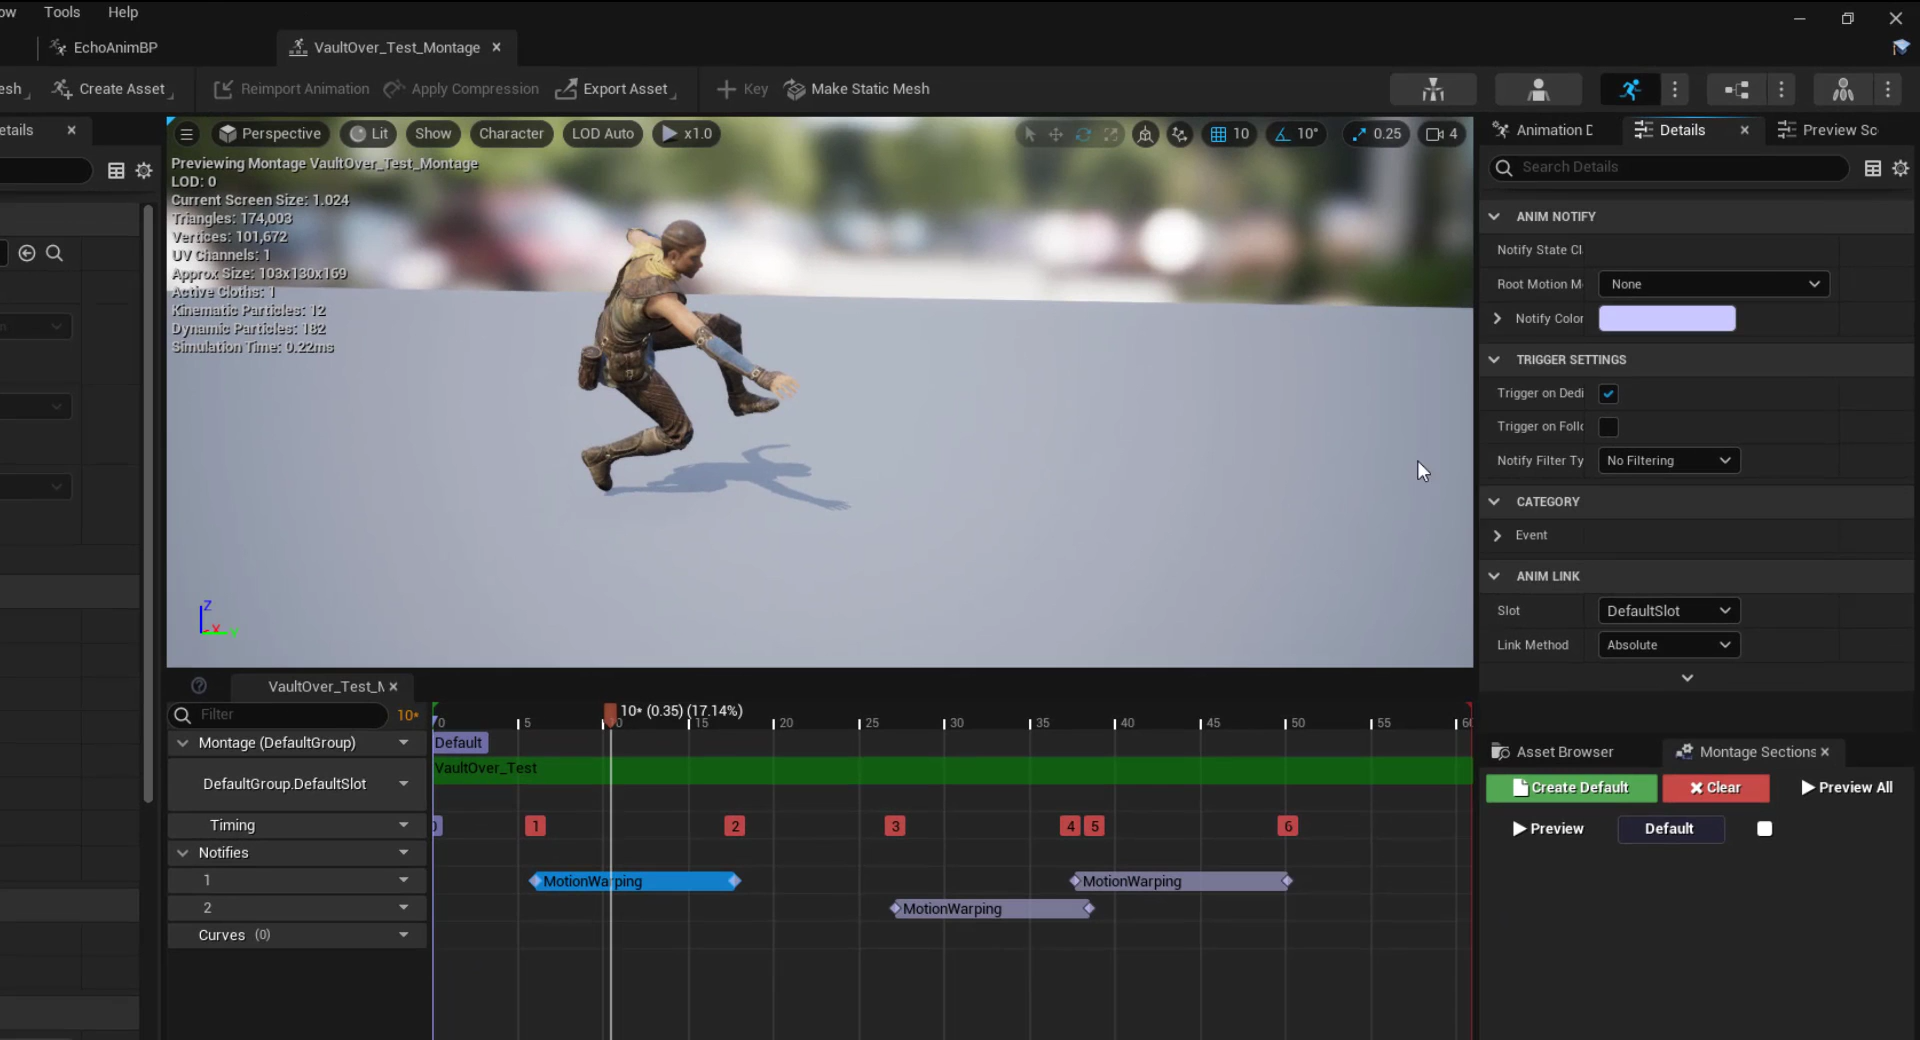 ow Tools Help
EchoAnimBP VaultOver_Test_Montage
esh Create Asset Reimport Animation Apply Compression Export Asset Key Make Static Mesh
etails
Perspective Lit Show Character LOD Auto x1.0 10 10° 0.25 4
Previewing Montage VaultOver_Test_Montage
LOD: 0
Current Screen Size: 1.024
Triangles: 174,003
Vertices: 101,672
UV Channels: 1
Approx Size: 103x130x169
Active Cloths: 1
Kinematic Particles: 12
Dynamic Particles: 182
Simulation Time: 0.22ms
Z
X
Animation D Details Preview Sc
Search Details
ANIM NOTIFY
Notify State Cl
Root Motion M None
Notify Color
TRIGGER SETTINGS
Trigger on Dedi
Trigger on Follo
Notify Filter Ty No Filtering
CATEGORY
Event
ANIM LINK
Slot DefaultSlot
Link Method Absolute
VaultOver_Test_M
Filter 10*
10* (0.35) (17.14%)
0 5 10 15 20 25 30 35 40 45 50 55 60
Montage (DefaultGroup) Default
VaultOver_Test
DefaultGroup.DefaultSlot
Timing 1 2 3 4 5 6
Notifies
1 MotionWarping MotionWarping
2 MotionWarping
Curves (0)
Asset Browser Montage Sections
Create Default Clear Preview All
Preview Default